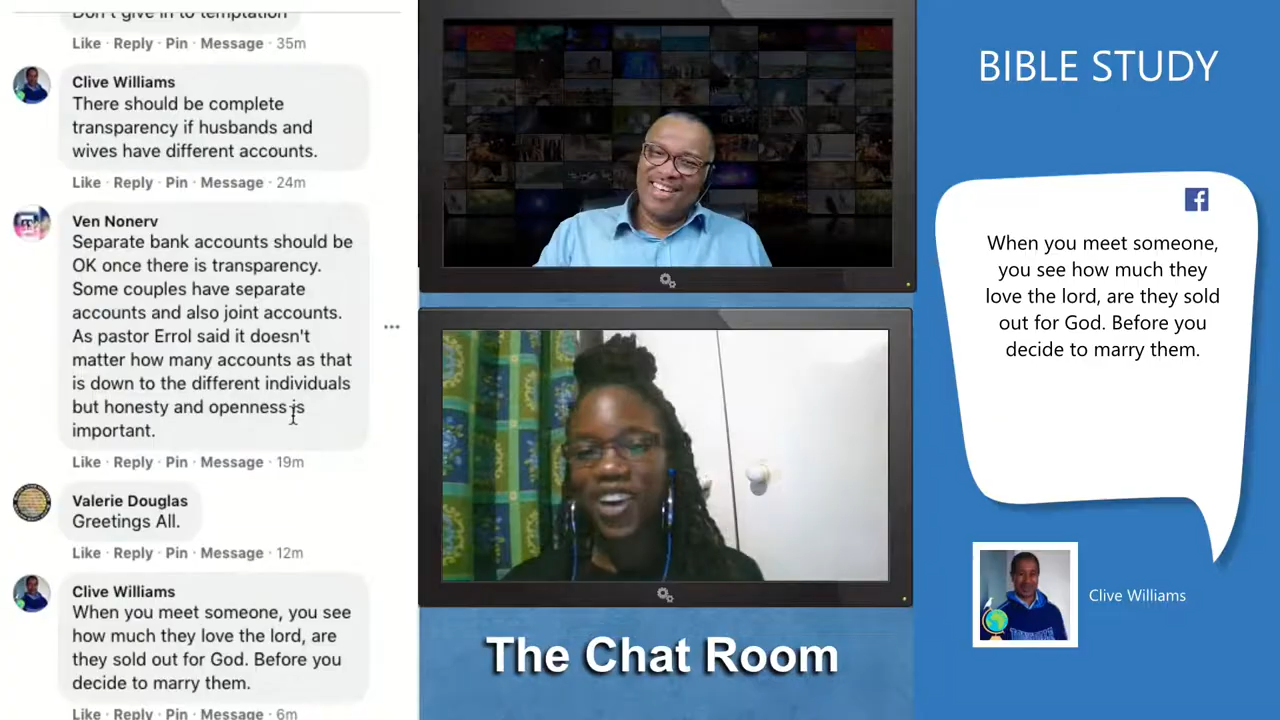 Don't give in to temptation
Like · Reply · Pin · Message · 35m
Clive Williams
There should be complete
transparency if husbands and
wives have different accounts.
Like · Reply · Pin · Message · 24m
Ven Nonerv
Separate bank accounts should be
OK once there is transparency.
Some couples have separate
accounts and also joint accounts.
As pastor Errol said it doesn't
matter how many accounts as that
is down to the different individuals
but honesty and openness is
important.
Like · Reply · Pin · Message · 19m
Valerie Douglas
Greetings All.
Like · Reply · Pin · Message · 12m
Clive Williams
When you meet someone, you see
how much they love the lord, are
they sold out for God. Before you
decide to marry them.
Like · Reply · Pin · Message · 6m
The Chat Room
BIBLE STUDY
When you meet someone,
you see how much they
love the lord, are they sold
out for God. Before you
decide to marry them.
Clive Williams